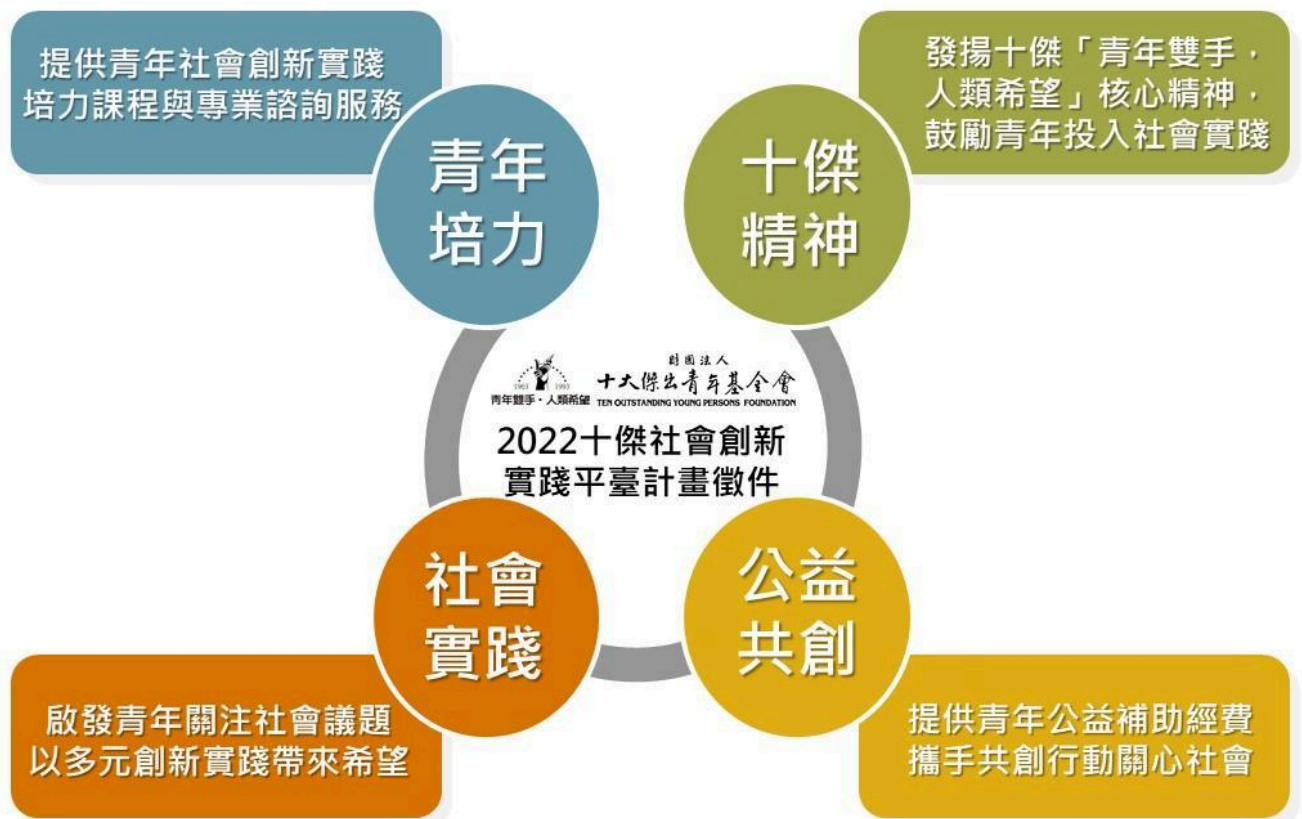 提供青年社會創新實踐
培力課程與專業諮詢服務
青年
培力
發揚十傑「青年雙手，
人類希望」核心精神，
鼓勵青年投入社會實踐
十傑
精神
1963 1993
青年雙手・人類希望
財團法人
十大傑出青年基金會
TEN OUTSTANDING YOUNG PERSONS FOUNDATION
2022十傑社會創新
實踐平臺計畫徵件
社會
實踐
啟發青年關注社會議題
以多元創新實踐帶來希望
公益
共創
提供青年公益補助經費
攜手共創行動關心社會